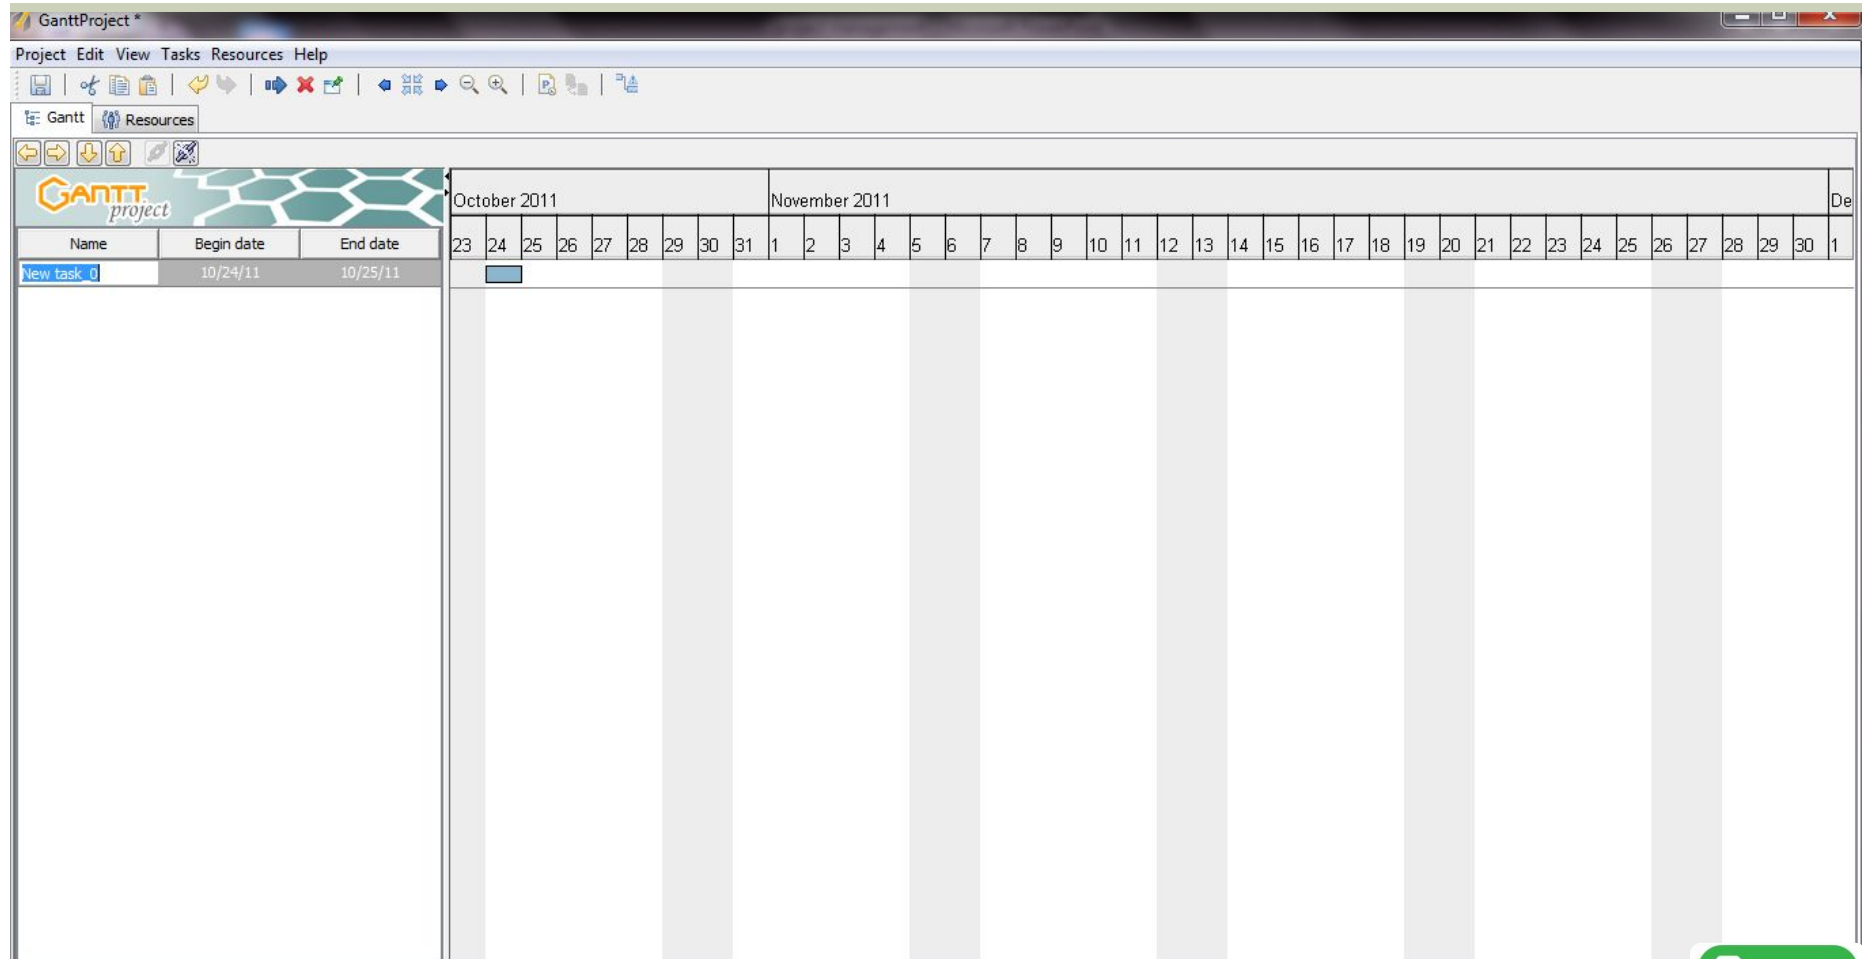 GanttProject *
Project Edit View Tasks Resources Help
Gantt Resources
GANTT
project
October 2011 November 2011 De
Name Begin date End date 23 24 25 26 27 28 29 30 31 1 2 3 4 5 6 7 8 9 10 11 12 13 14 15 16 17 18 19 20 21 22 23 24 25 26 27 28 29 30 1
New task_0 10/24/11 10/25/11